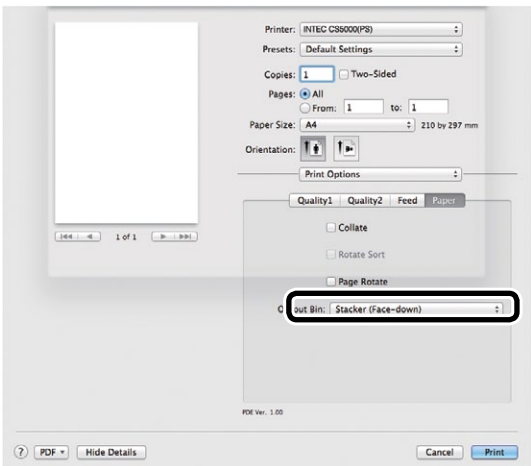 Printer: INTEC CS5000(PS)
Presets: Default Settings
Copies: 1 Two-Sided
Pages: All
From: 1 to: 1
Paper Size: A4 210 by 297 mm
Orientation:
Print Options
Quality1 Quality2 Feed Paper
1 of 1
Collate
Rotate Sort
Page Rotate
out Bin: Stacker (Face-down)
PDE Ver. 1.00
? PDF Hide Details Cancel Print